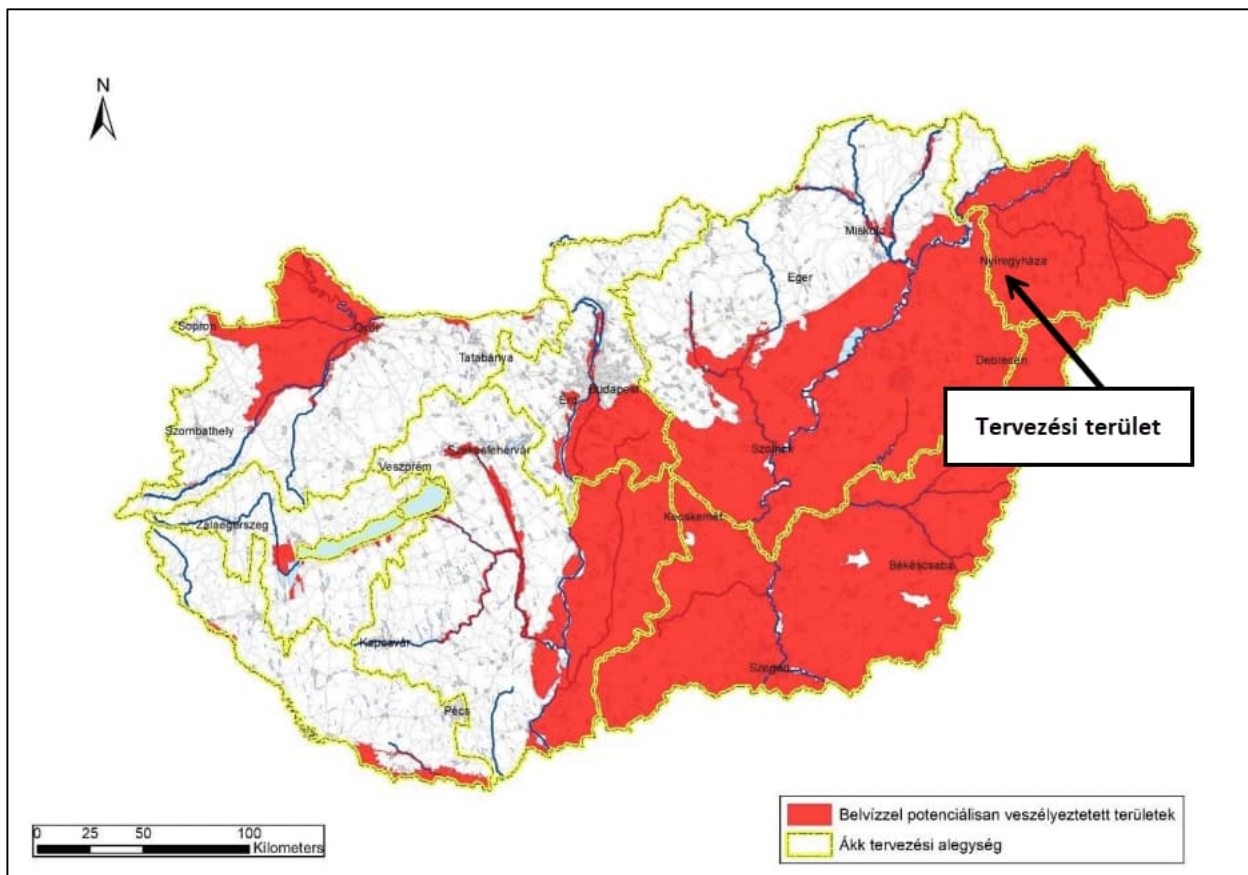 N
Miskolc
Nyíregyháza
Eger
Sopron
Győr
Tatabánya
Debrecen
Budapest
Érd
Tervezési terület
Szombathely
Székesfehérvár
Szolnok
Veszprém
Kecskemét
Zalaegerszeg
Békéscsaba
Kaposvár
Szeged
Pécs
Belvízzel potenciálisan veszélyeztetett területek
Ákk tervezési alegység
0 25 50 100
Kilometers